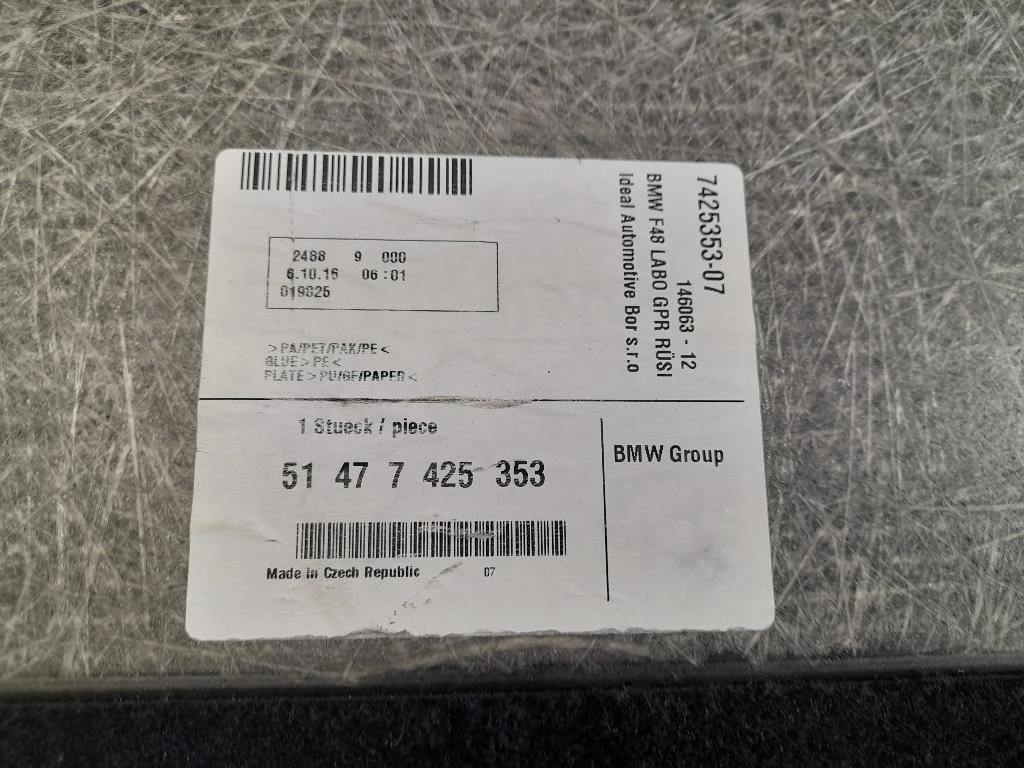 2488 9 000
6.10.16 06:01
019825
>PA/PET/PAK/PE<
GLUE>PE<
PLATE>PU/GF/PAPER<
7425353-07
146063 - 12
BMW F48 LABO GPR RÜSI
Ideal Automotive Bor s.r.o
1 Stueck / piece
51 47 7 425 353
BMW Group
Made in Czech Republic 07